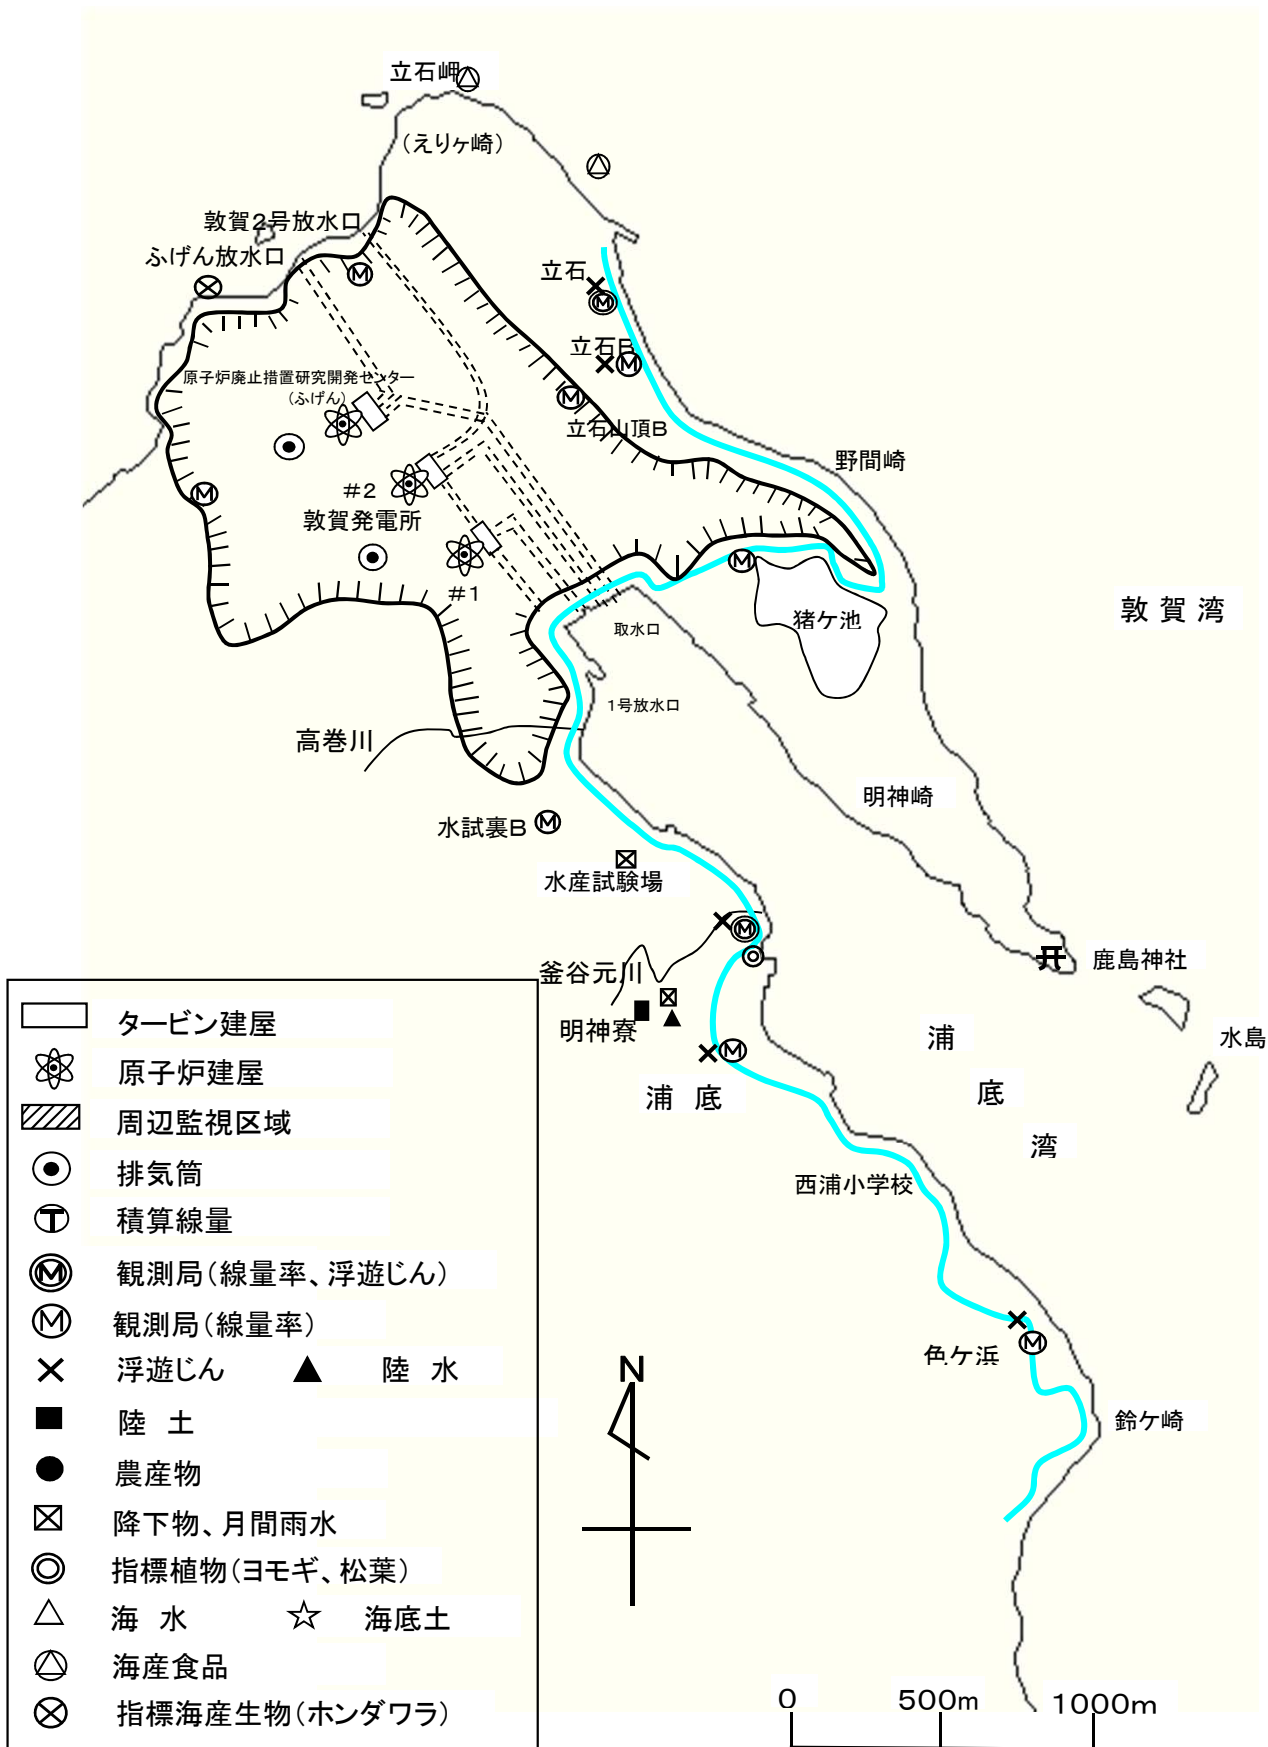 立石岬
(えりヶ崎)
敦賀2号放水口
ふげん放水口
立石
立石B
原子炉廃止措置研究開発センター
(ふげん)
立石山頂B
野間崎
#2
敦賀発電所
#1
敦賀湾
猪ケ池
取水口
1号放水口
高巻川
明神崎
水試裏B
水産試験場
釜谷元川
鹿島神社
明神寮
浦底湾
水島
浦底
西浦小学校
色ケ浜
鈴ケ崎
N
タービン建屋
原子炉建屋
周辺監視区域
排気筒
T 積算線量
M 観測局(線量率、浮遊じん)
M 観測局(線量率)
浮遊じん 陸水
陸土
農産物
降下物、月間雨水
指標植物(ヨモギ、松葉)
海水 海底土
海産食品
指標海産生物(ホンダワラ)
0 500m 1000m